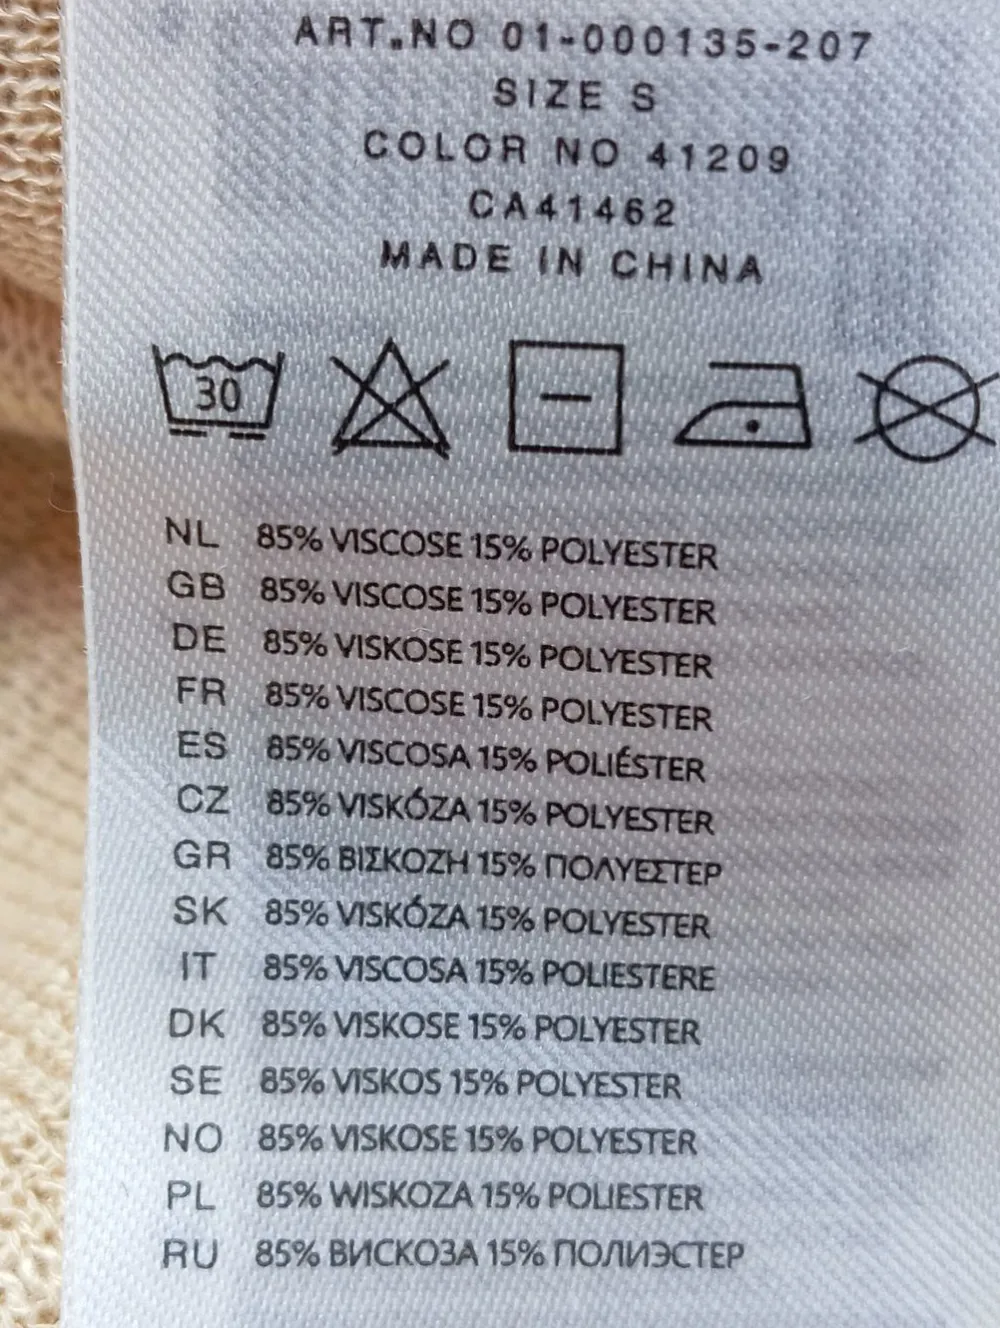 ART.NO 01-000135-207
SIZE S
COLOR NO 41209
CA41462
MADE IN CHINA
30
NL 85% VISCOSE 15% POLYESTER
GB 85% VISCOSE 15% POLYESTER
DE 85% VISKOSE 15% POLYESTER
FR 85% VISCOSE 15% POLYESTER
ES 85% VISCOSA 15% POLIÉSTER
CZ 85% VISKÓZA 15% POLYESTER
GR 85% ΒΙΣΚΟΖΗ 15% ΠΟΛΥΕΣΤΕΡ
SK 85% VISKÓZA 15% POLYESTER
IT 85% VISCOSA 15% POLIESTERE
DK 85% VISKOSE 15% POLYESTER
SE 85% VISKOS 15% POLYESTER
NO 85% VISKOSE 15% POLYESTER
PL 85% WISKOZA 15% POLIESTER
RU 85% ВИСКОЗА 15% ПОЛИЭСТЕР